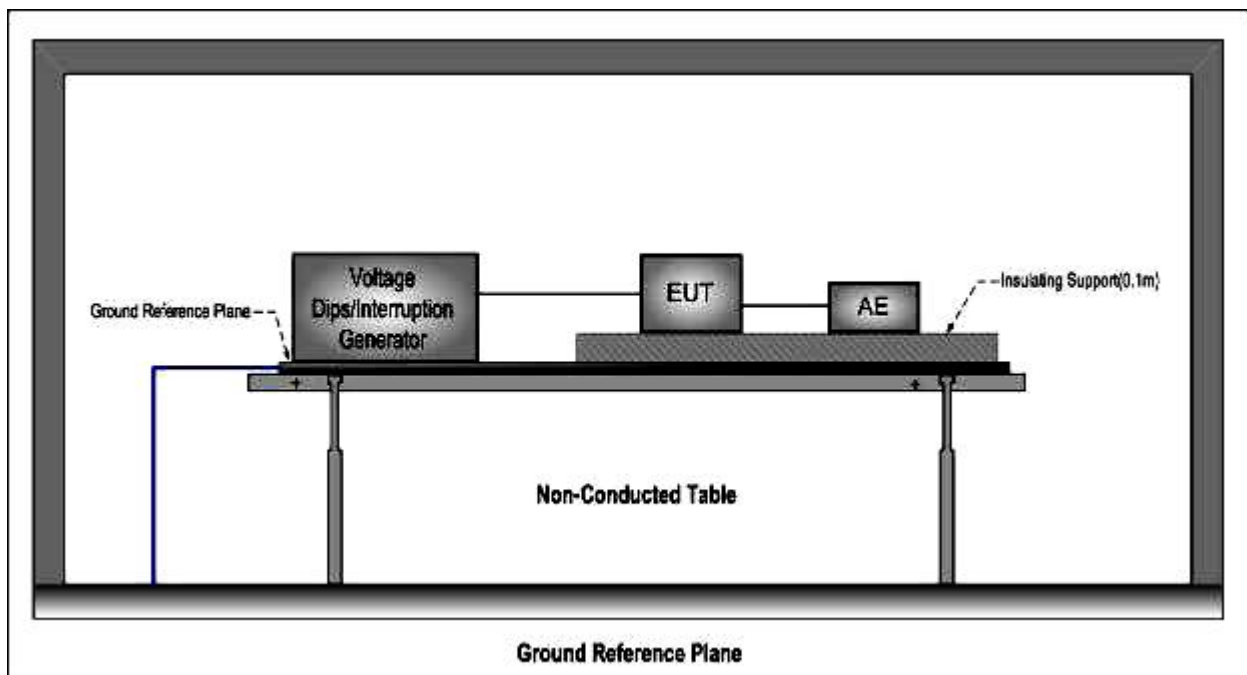 Voltage
Dips/Interruption
Generator
EUT
AE
Insulating Support(0.1m)
Ground Reference Plane
Non-Conducted Table
Ground Reference Plane